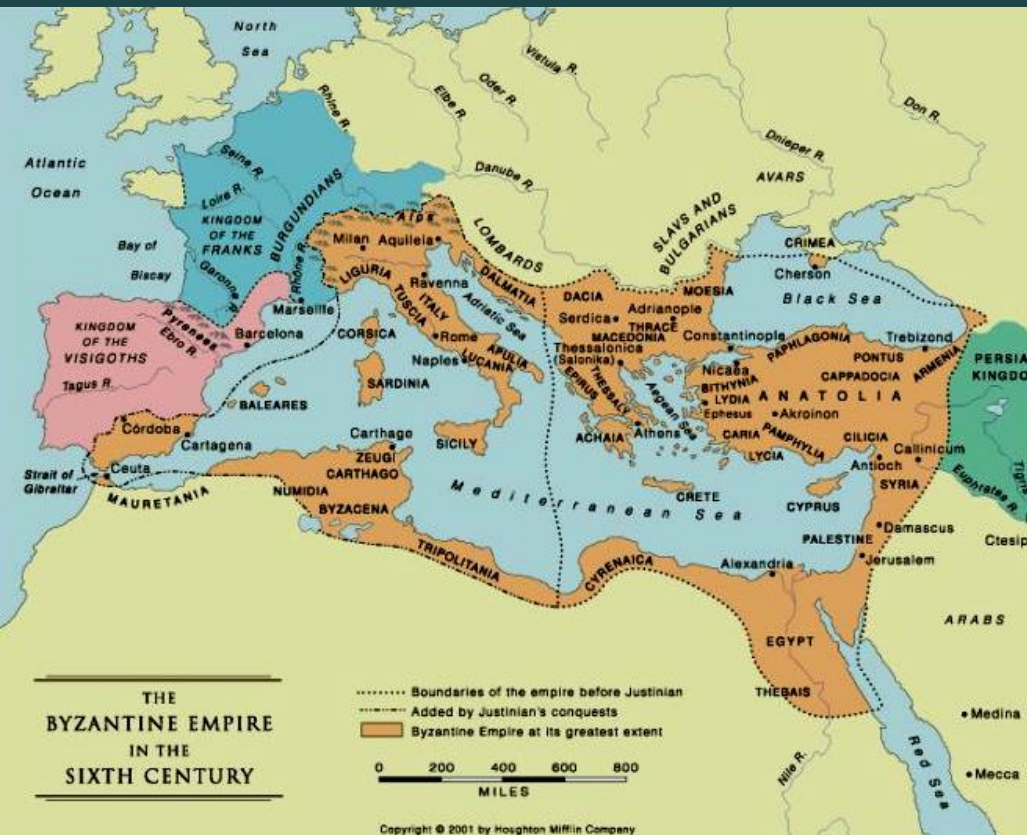 North
Sea
Atlantic
Ocean
Bay of
Biscay
Rhine R.
Elbe R.
Oder R.
Vistula R.
Dnieper R.
Don R.
Danube R.
AVARS
SLAVS AND
BULGARIANS
LOMBARDS
Seine R.
Loire R.
KINGDOM
OF THE
FRANKS
BURGUNDIANS
Garonne R.
Rhône R.
Alps
Milan
Aquileia
LIGURIA
Ravenna
TUSCIA
ITALY
Adriatic Sea
DALMATIA
Marseille
CORSICA
Rome
Naples
APULIA
LUCANIA
SARDINIA
SICILY
KINGDOM
OF THE
VISIGOTHS
Pyrenees
Ebro R.
Barcelona
Tagus R.
BALEARES
Córdoba
Cartagena
Strait of
Gibraltar
Ceuta
MAURETANIA
Carthage
ZEUGI
CARTHAGO
NUMIDIA
BYZACENA
TRIPOLITANIA
CYRENAICA
Mediterranean Sea
CRIMEA
Cherson
Black Sea
DACIA
MOESIA
Serdica
Adrianople
THRACE
MACEDONIA
Constantinople
Thessalonica
(Salonika)
EPIRUS
THESSALY
Aegean Sea
ACHAIA
Athens
CRETE
PAPHLAGONIA
Trebizond
PONTUS
ARMENIA
Nicaea
BITHYNIA
CAPPADOCIA
LYDIA
ANATOLIA
Ephesus
Akroinon
CARIA
PAMPHYLIA
LYCIA
CILICIA
Callinicum
Antioch
SYRIA
CYPRUS
PERSIA
KINGDO
Euphrates R.
Tigri
Ctesip
Damascus
PALESTINE
Jerusalem
Alexandria
ARABS
EGYPT
THEBAIS
Nile R.
Red Sea
Medina
Mecca
THE
BYZANTINE EMPIRE
IN THE
SIXTH CENTURY
Boundaries of the empire before Justinian
Added by Justinian's conquests
Byzantine Empire at its greatest extent
0 200 400 600 800
MILES
Copyright © 2001 by Houghton Mifflin Company